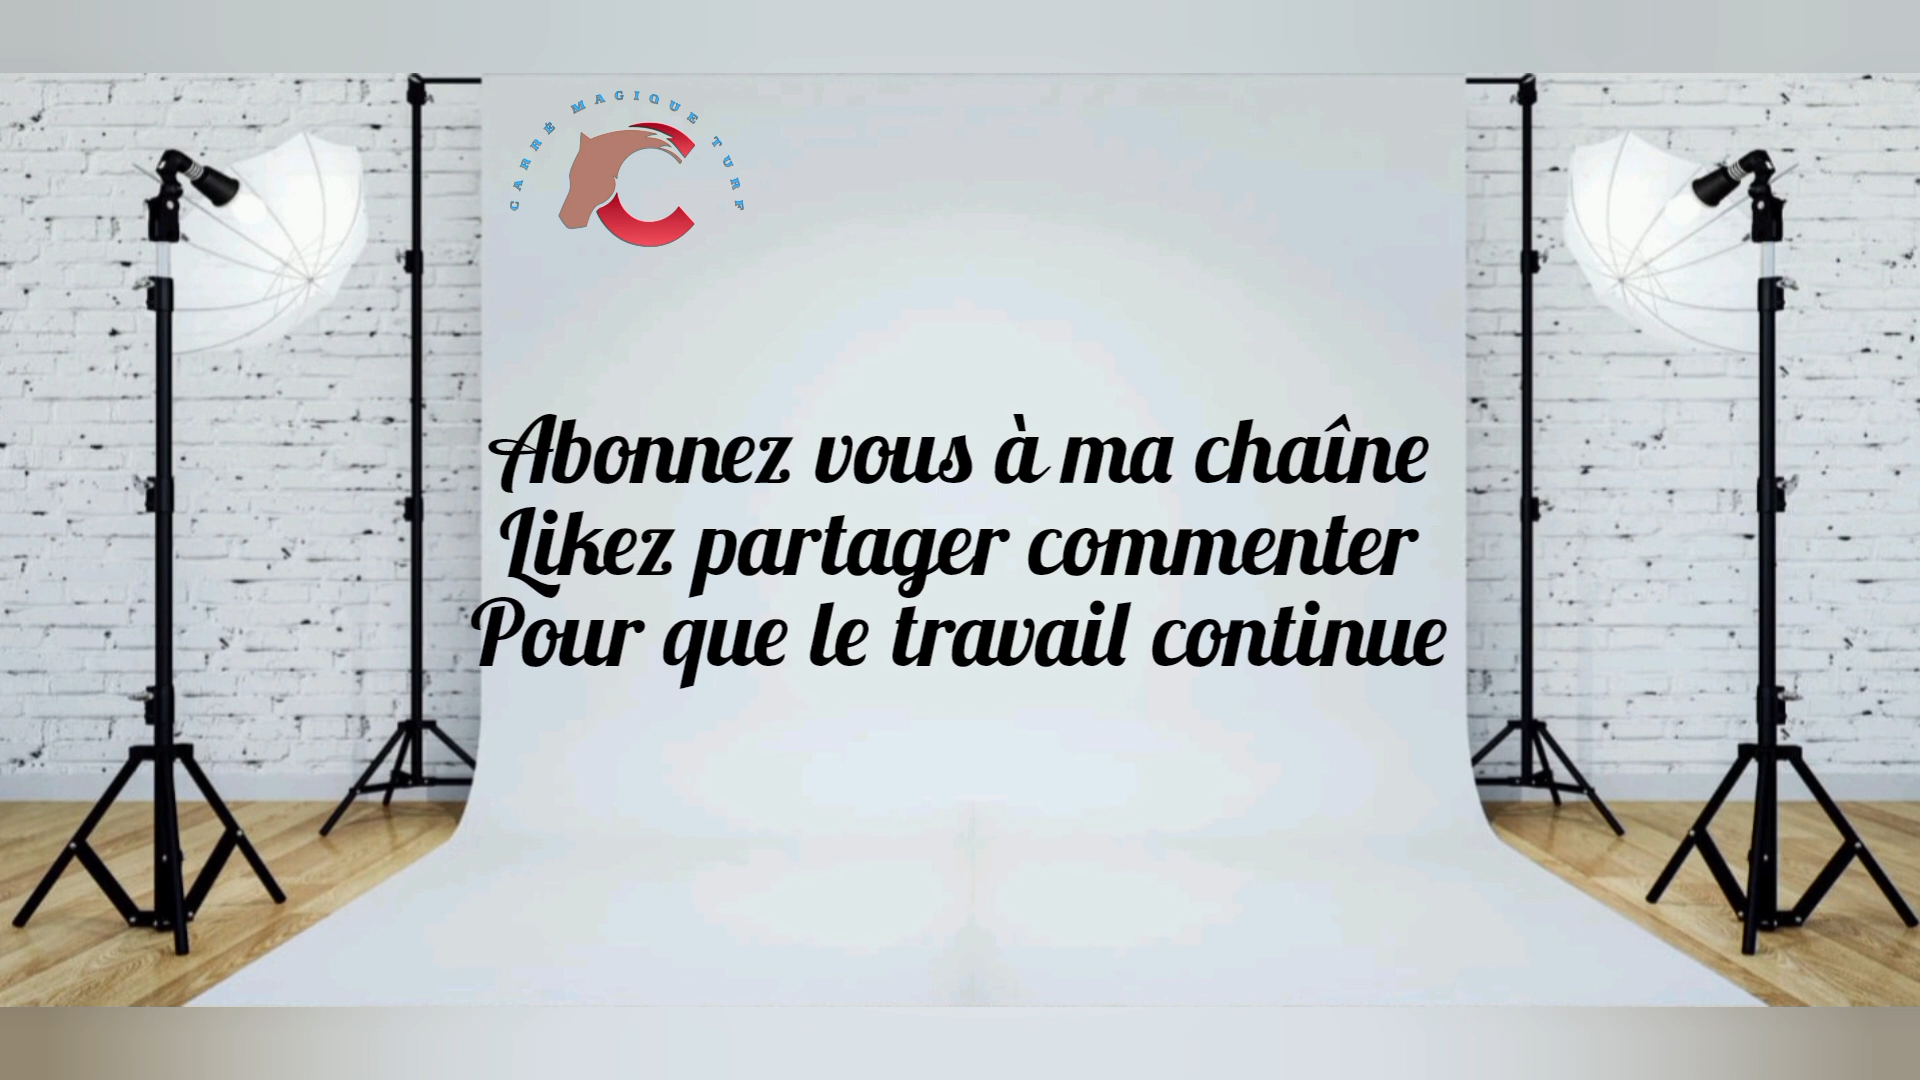 CARRÉ MAGIQUE TURF
Abonnez vous à ma chaîne
Likez partager commenter
Pour que le travail continue